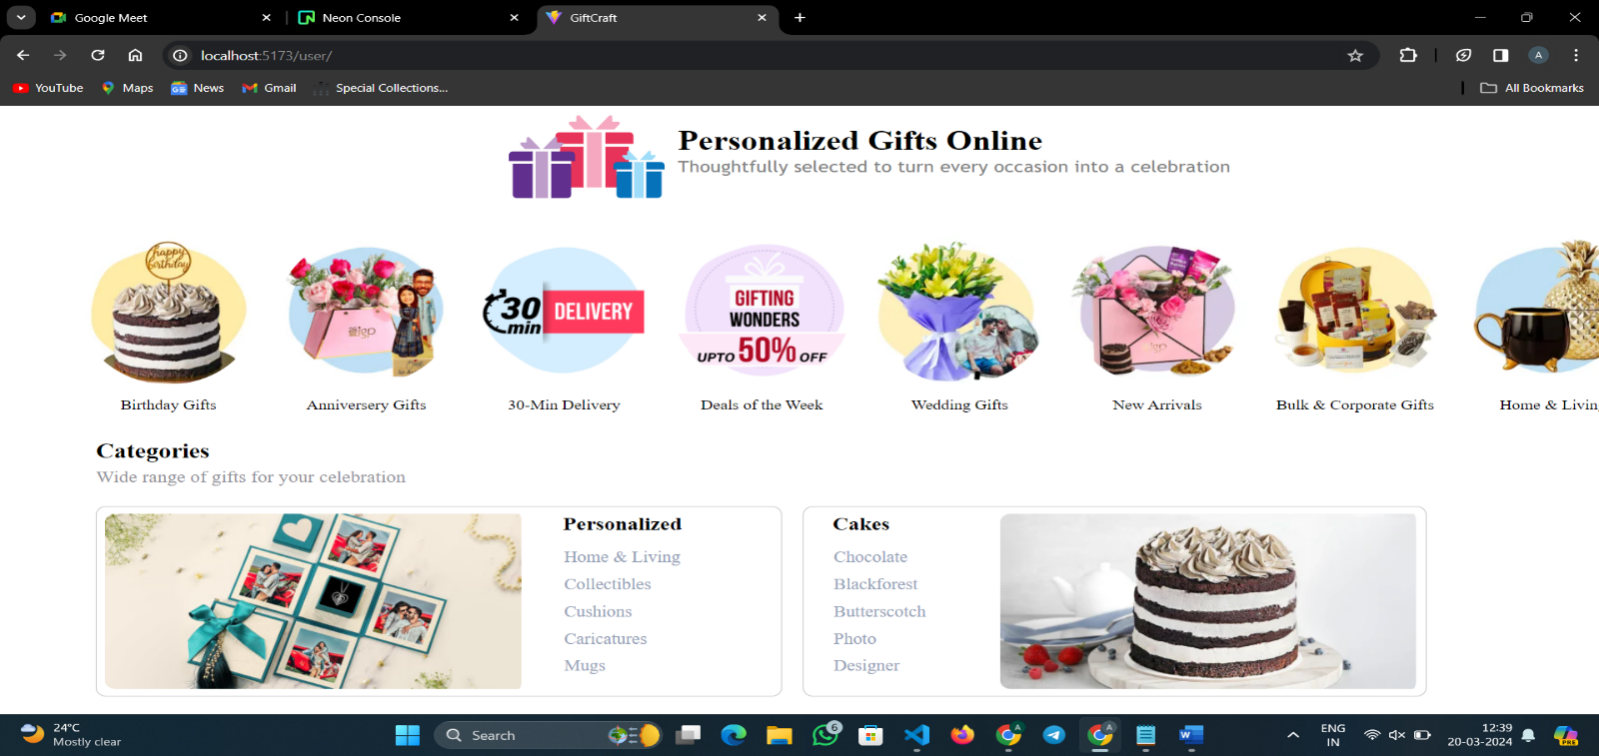 Google Meet
Neon Console
GiftCraft
localhost:5173/user/
A
YouTube
Maps
News
Gmail
Special Collections...
All Bookmarks
Personalized Gifts Online
Thoughtfully selected to turn every occasion into a celebration
happy
birthday
30
min
DELIVERY
GIFTING
WONDERS
UPTO 50% OFF
Birthday Gifts
Anniversery Gifts
30-Min Delivery
Deals of the Week
Wedding Gifts
New Arrivals
Bulk & Corporate Gifts
Home & Livin
Categories
Wide range of gifts for your celebration
Personalized
Home & Living
Collectibles
Cushions
Caricatures
Mugs
Cakes
Chocolate
Blackforest
Butterscotch
Photo
Designer
24°C
Mostly clear
Search
6
A
A
W
PRE
ENG
IN
12:39
20-03-2024